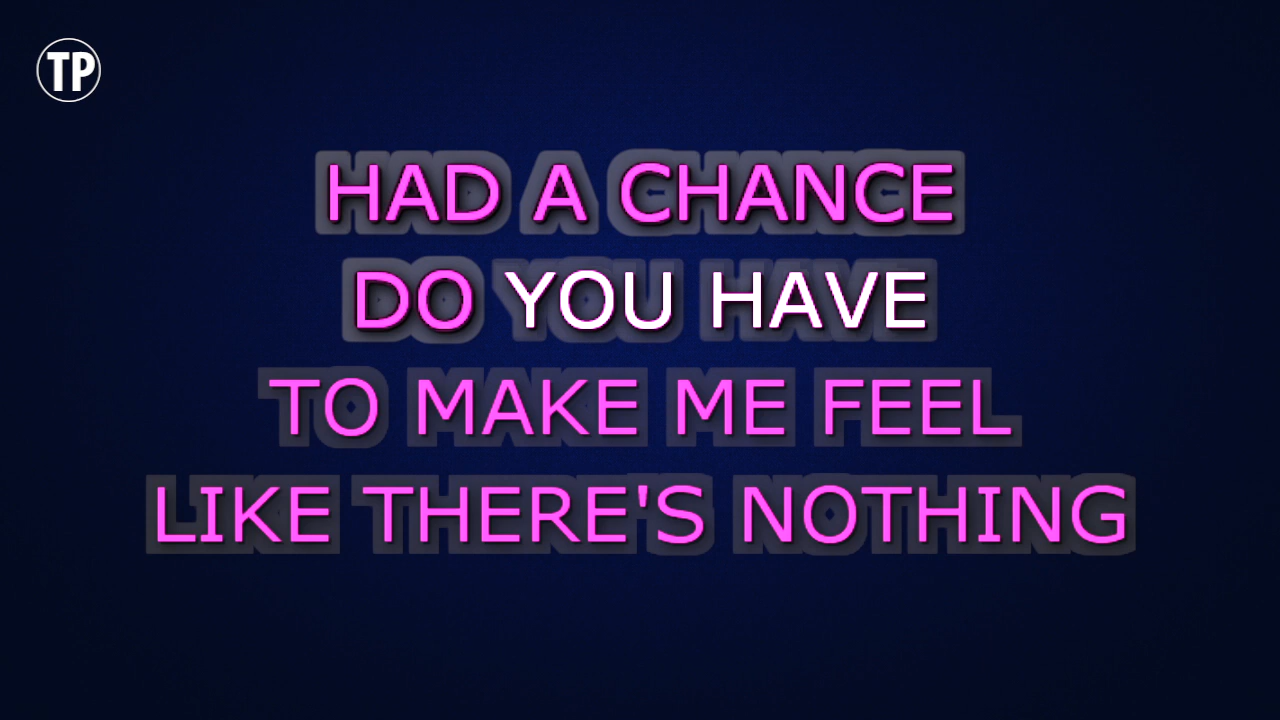 TP
HAD A CHANCE
DO YOU HAVE
TO MAKE ME FEEL
LIKE THERE'S NOTHING